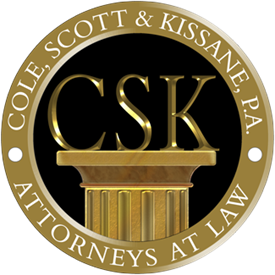 COLE, SCOTT & KISSANE, P.A.
CSK
ATTORNEYS AT LAW